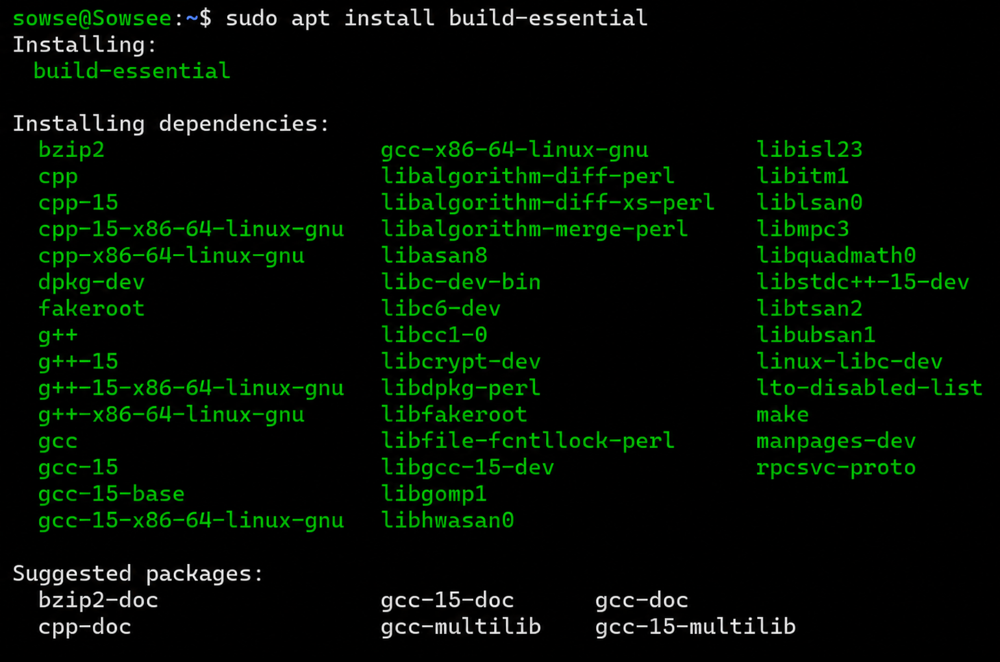 sowse@Sowsee:~$ sudo apt install build-essential
Installing:
build-essential
Installing dependencies:
bzip2 gcc-x86-64-linux-gnu libisl23
cpp libalgorithm-diff-perl libitm1
cpp-15 libalgorithm-diff-xs-perl liblsan0
cpp-15-x86-64-linux-gnu libalgorithm-merge-perl libmpc3
cpp-x86-64-linux-gnu libasan8 libquadmath0
dpkg-dev libc-dev-bin libstdc++-15-dev
fakeroot libc6-dev libtsan2
g++ libcc1-0 libubsan1
g++-15 libcrypt-dev linux-libc-dev
g++-15-x86-64-linux-gnu libdpkg-perl lto-disabled-list
g++-x86-64-linux-gnu libfakeroot make
gcc libfile-fcntllock-perl manpages-dev
gcc-15 libgcc-15-dev rpcsvc-proto
gcc-15-base libgomp1
gcc-15-x86-64-linux-gnu libhwasan0
Suggested packages:
bzip2-doc gcc-15-doc gcc-doc
cpp-doc gcc-multilib gcc-15-multilib